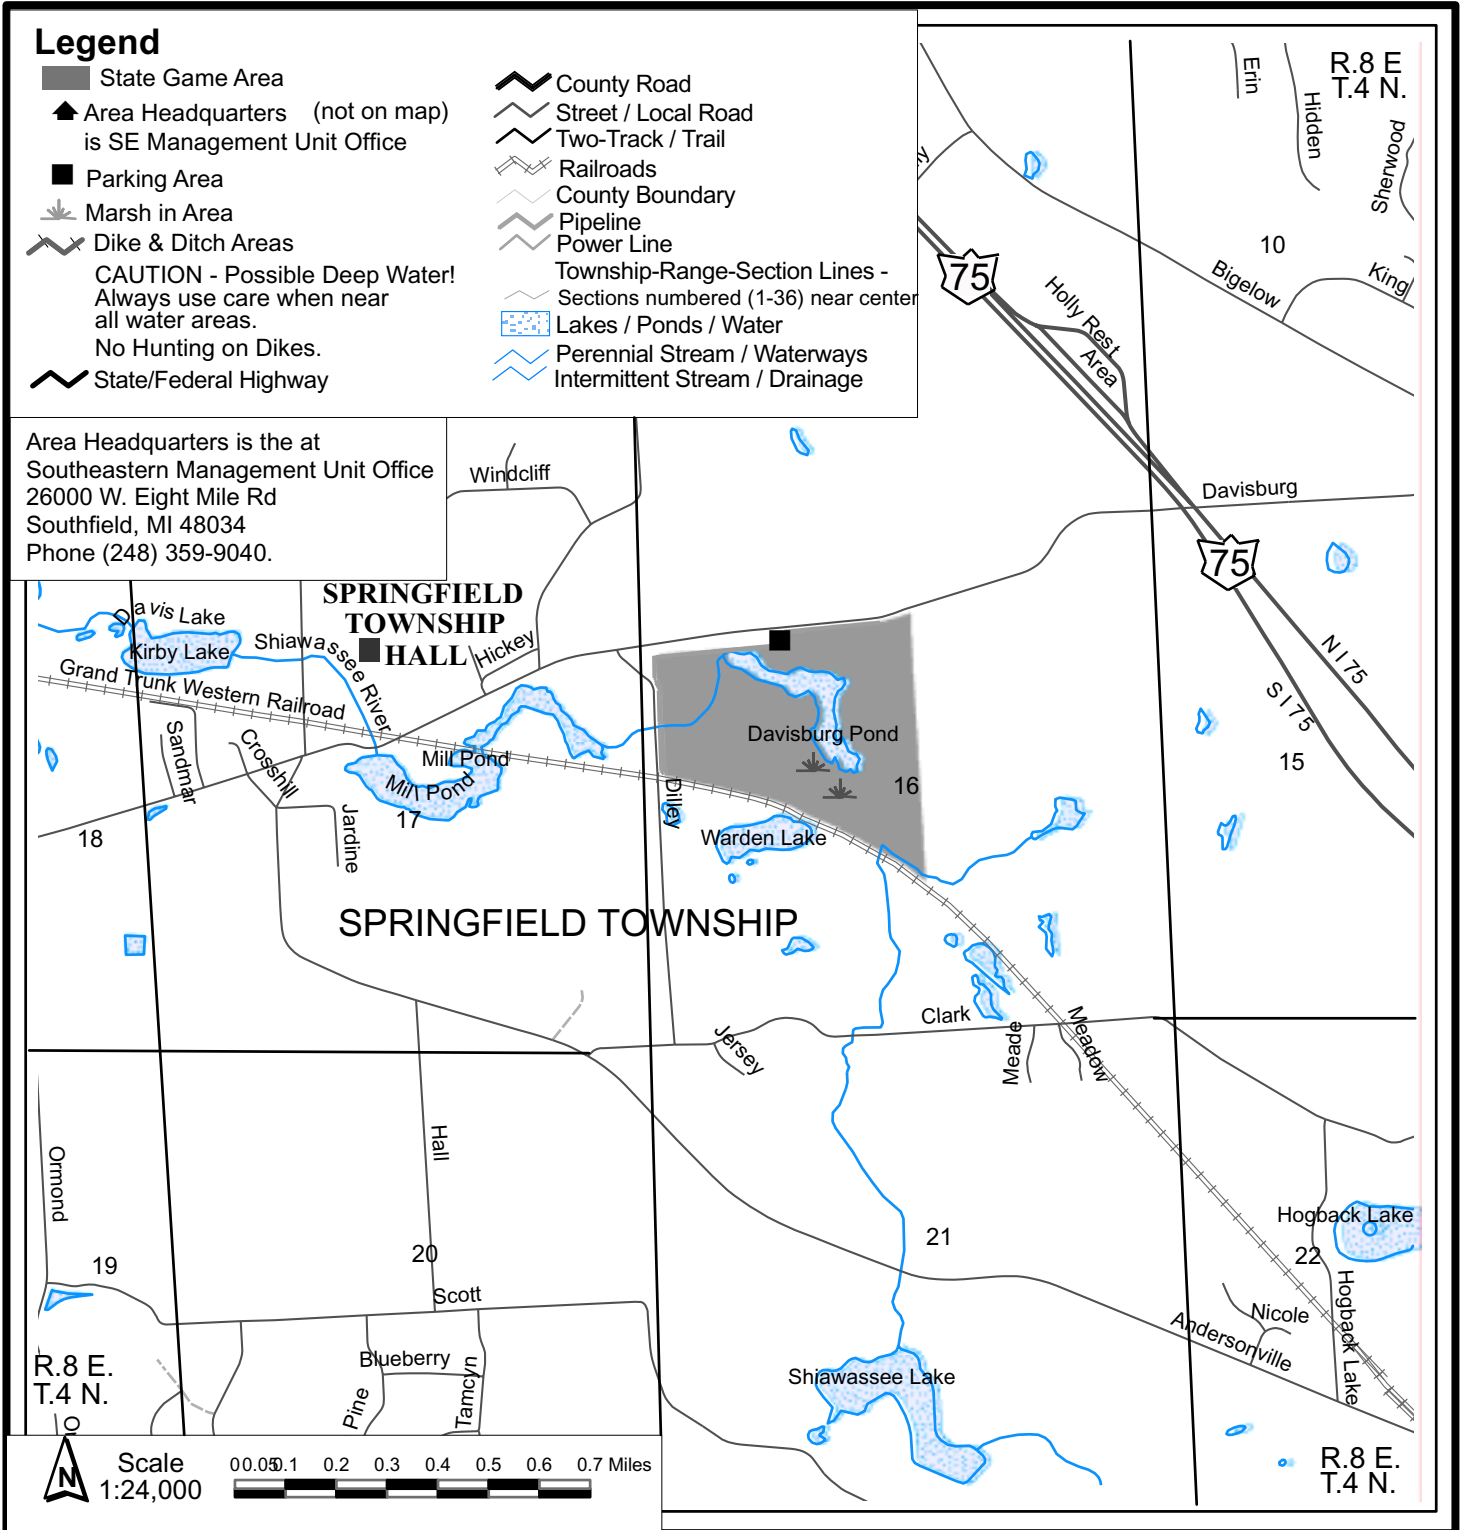 Legend
State Game Area
Area Headquarters (not on map)
is SE Management Unit Office
Parking Area
Marsh in Area
Dike & Ditch Areas
CAUTION - Possible Deep Water!
Always use care when near
all water areas.
No Hunting on Dikes.
State/Federal Highway
County Road
Street / Local Road
Two-Track / Trail
Railroads
County Boundary
Pipeline
Power Line
Township-Range-Section Lines -
Sections numbered (1-36) near center
Lakes / Ponds / Water
Perennial Stream / Waterways
Intermittent Stream / Drainage
Area Headquarters is the at
Southeastern Management Unit Office
26000 W. Eight Mile Rd
Southfield, MI 48034
Phone (248) 359-9040.
Erin
Hidden
R.8 E
T.4 N.
Sherwood
10
King
Bigelow
75
Holly Rest
Area
Windcliff
Davisburg
75
SPRINGFIELD
TOWNSHIP
HALL
Hickey
Davis Lake
Kirby Lake
Shiawassee River
Grand Trunk Western Railroad
N I 75
S I 75
15
Sandmar
Crosshill
Jardine
Mill Pond
Mill Pond
17
18
Davisburg Pond
16
Dilley
Warden Lake
SPRINGFIELD TOWNSHIP
Clark
Jersey
Meade
Meadow
Ormond
Hall
19
20
21
22
Hogback Lake
Hogback Lake
Scott
Nicole
Andersonville
Blueberry
Pine
Tamcyn
Shiawassee Lake
R.8 E.
T.4 N.
R.8 E.
T.4 N.
N
Scale
1:24,000
0 0.05 0.1 0.2 0.3 0.4 0.5 0.6 0.7 Miles